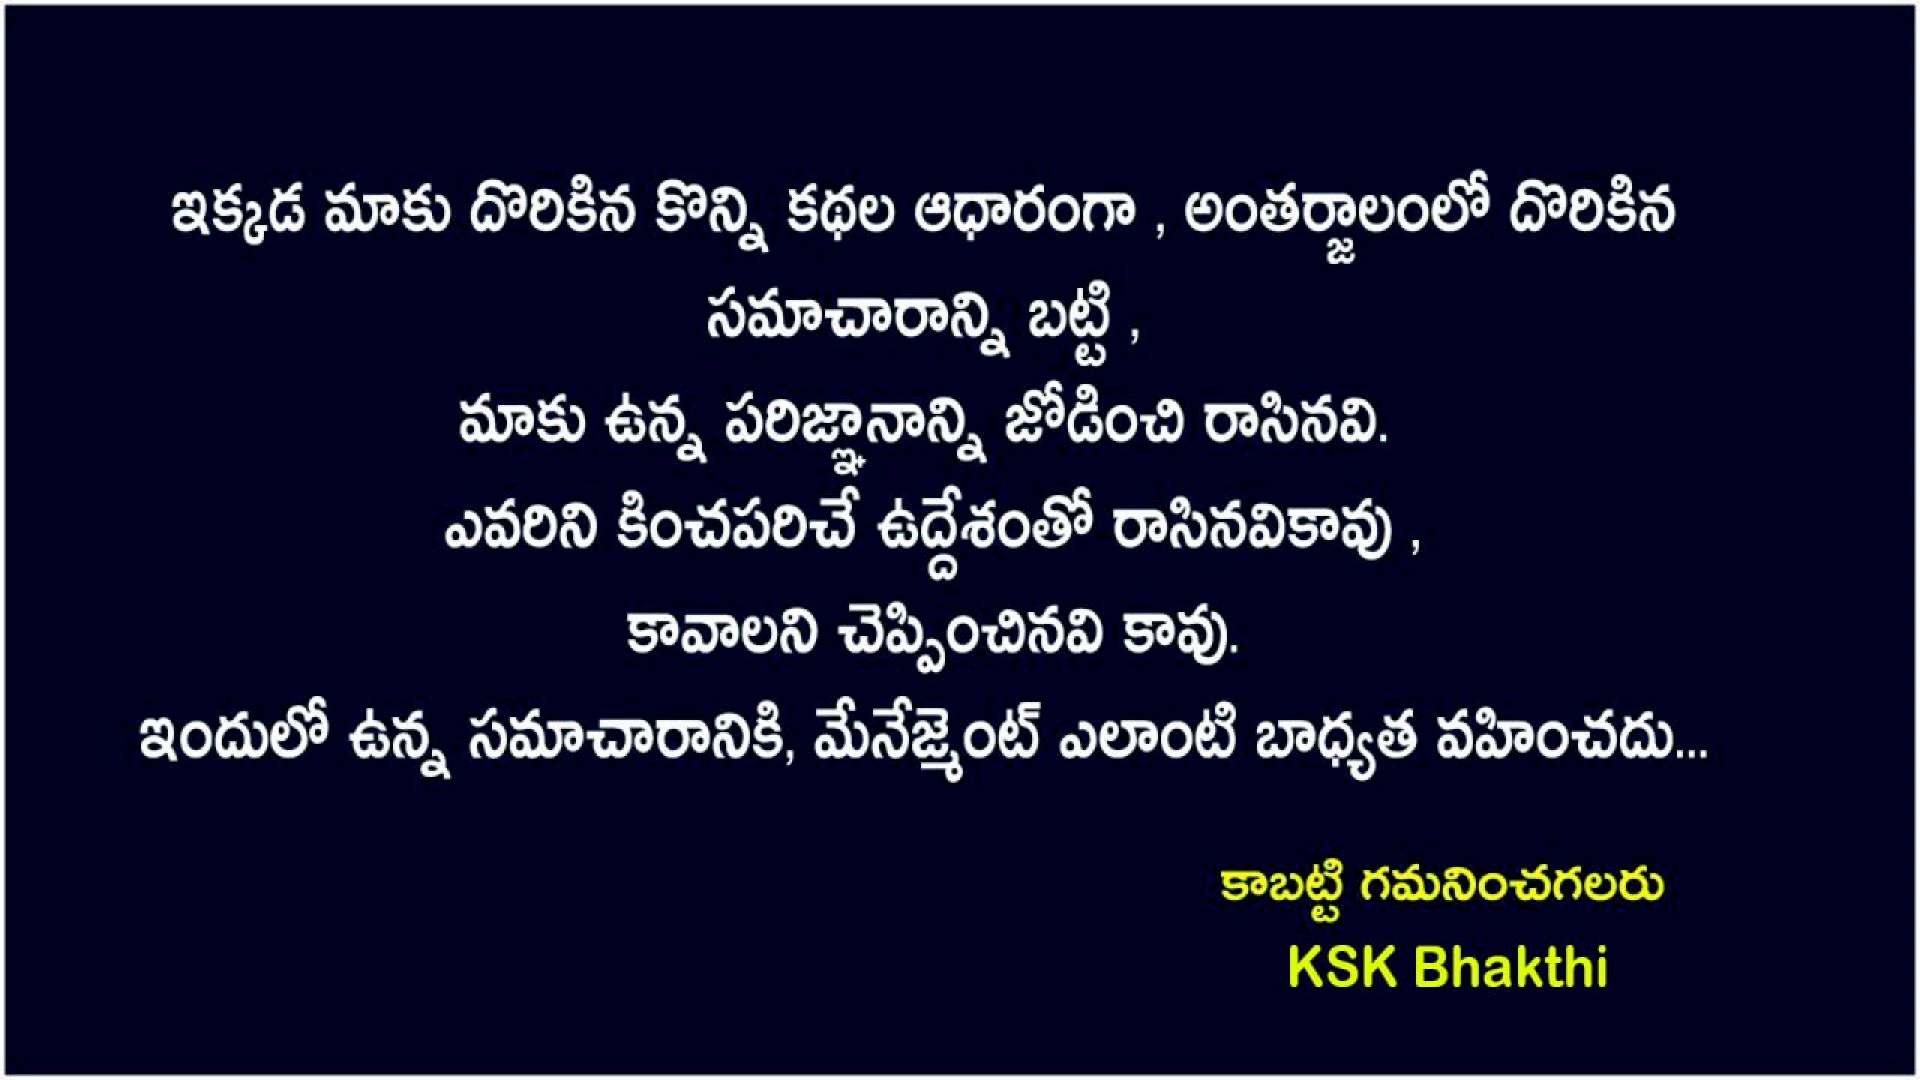 ఇక్కడ మాకు దొరికిన కొన్ని కథల ఆధారంగా , అంతర్జాలంలో దొరికిన
సమాచారాన్ని బట్టి ,
మాకు ఉన్న పరిజ్ఞానాన్ని జోడించి రాసినవి.
ఎవరిని కించపరిచే ఉద్దేశంతో రాసినవికావు ,
కావాలని చెప్పించినవి కావు.
ఇందులో ఉన్న సమాచారానికి, మేనేజ్మెంట్ ఎలాంటి బాధ్యత వహించదు...
కాబట్టి గమనించగలరు
KSK Bhakthi